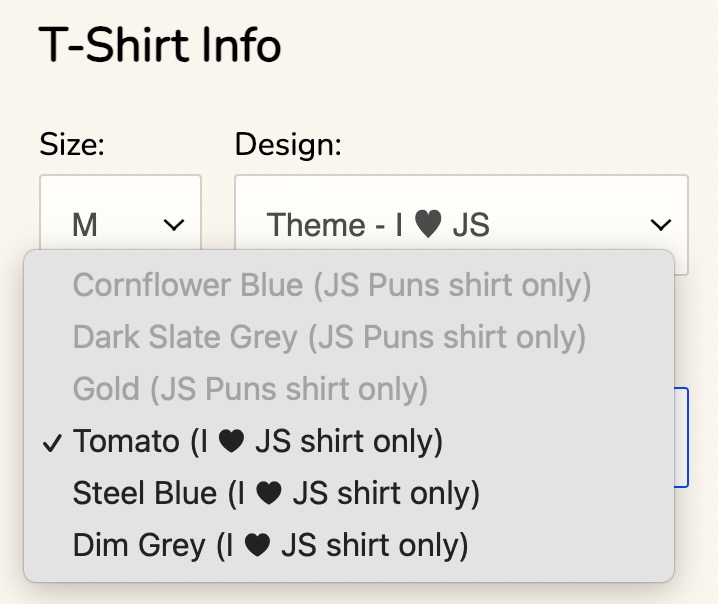 T-Shirt Info
Size: Design:
M Theme - I ♥ JS
Cornflower Blue (JS Puns shirt only)
Dark Slate Grey (JS Puns shirt only)
Gold (JS Puns shirt only)
✓ Tomato (I ♥ JS shirt only)
Steel Blue (I ♥ JS shirt only)
Dim Grey (I ♥ JS shirt only)